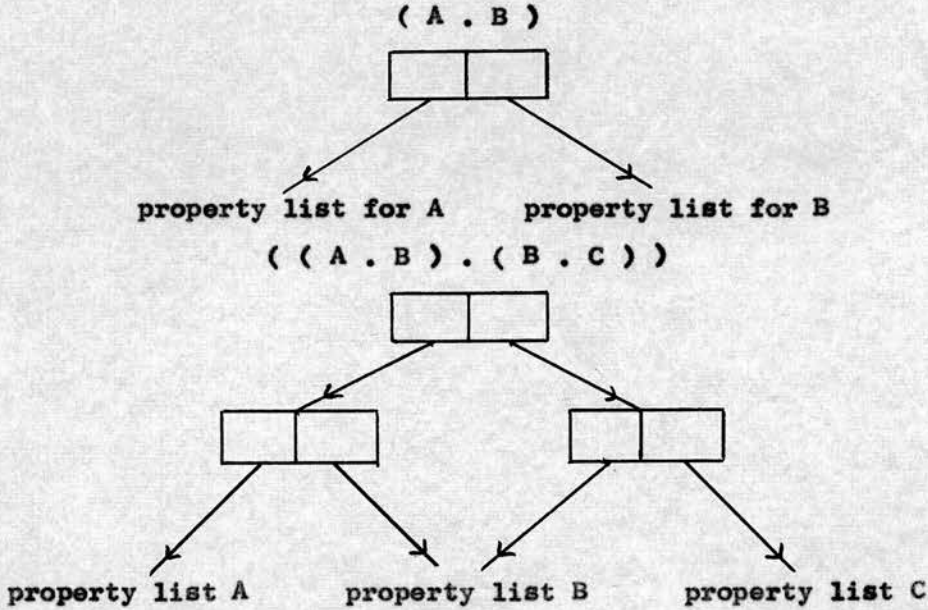 ( A . B )
property list for A property list for B
( ( A . B ) . ( B . C ) )
property list A property list B property list C